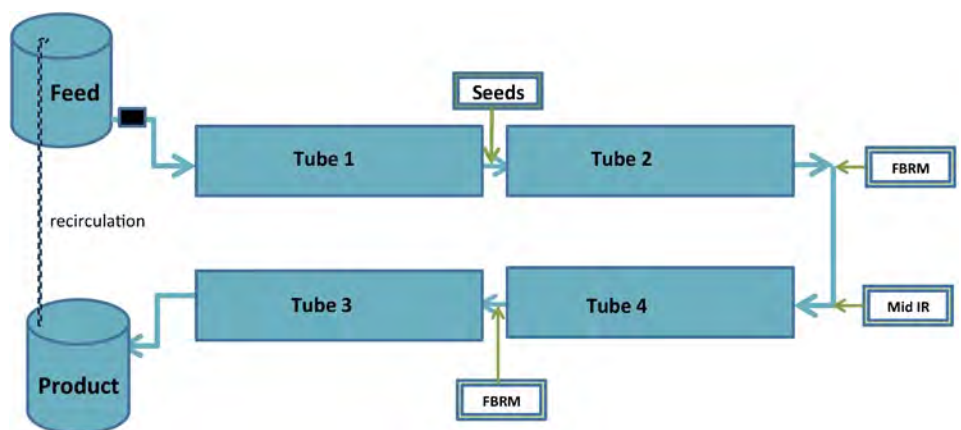 Feed
Seeds
Tube 1
Tube 2
FBRM
recirculation
Tube 3
Tube 4
Mid IR
Product
FBRM